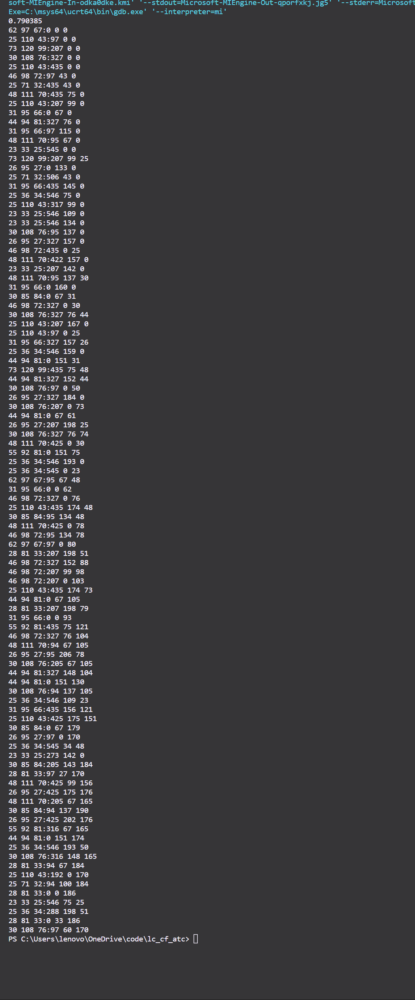 soft-MIEngine-In-odka0dke.kmi' '--stdout=Microsoft-MIEngine-Out-qporfxkj.jg5' '--stderr=Microsoft
Exe=C:\msys64\ucrt64\bin\gdb.exe' '--interpreter=mi'
0.790385
62 97 67:0 0 0
25 110 43:97 0 0
73 120 99:207 0 0
30 108 76:327 0 0
25 110 43:435 0 0
46 98 72:97 43 0
25 71 32:435 43 0
48 111 70:435 75 0
25 110 43:207 99 0
31 95 66:0 67 0
44 94 81:327 76 0
31 95 66:97 115 0
48 111 70:95 67 0
23 33 25:545 0 0
73 120 99:207 99 25
26 95 27:0 133 0
25 71 32:506 43 0
31 95 66:435 145 0
25 36 34:546 75 0
25 110 43:317 99 0
23 33 25:546 109 0
23 33 25:546 134 0
30 108 76:95 137 0
26 95 27:327 157 0
46 98 72:435 0 25
48 111 70:422 157 0
23 33 25:207 142 0
48 111 70:95 137 30
31 95 66:0 160 0
30 85 84:0 67 31
46 98 72:327 0 30
30 108 76:327 76 44
25 110 43:207 167 0
25 110 43:97 0 25
31 95 66:327 157 26
25 36 34:546 159 0
44 94 81:0 151 31
73 120 99:435 75 48
44 94 81:327 152 44
30 108 76:97 0 50
26 95 27:327 184 0
30 108 76:207 0 73
44 94 81:0 67 61
26 95 27:207 198 25
30 108 76:327 76 74
48 111 70:425 0 30
55 92 81:0 151 75
25 36 34:546 193 0
25 36 34:545 0 23
62 97 67:95 67 48
31 95 66:0 0 62
46 98 72:327 0 76
25 110 43:435 174 48
30 85 84:95 134 48
48 111 70:425 0 78
46 98 72:95 134 78
62 97 67:97 0 80
28 81 33:207 198 51
46 98 72:327 152 88
46 98 72:207 99 98
46 98 72:207 0 103
25 110 43:435 174 73
44 94 81:0 67 105
28 81 33:207 198 79
31 95 66:0 0 93
55 92 81:435 75 121
46 98 72:327 76 104
48 111 70:94 67 105
26 95 27:95 206 78
30 108 76:205 67 105
44 94 81:327 148 104
44 94 81:0 151 130
30 108 76:94 137 105
25 36 34:546 109 23
31 95 66:435 156 121
25 110 43:425 175 151
30 85 84:0 67 179
26 95 27:97 0 170
25 36 34:545 34 48
23 33 25:273 142 0
30 85 84:205 143 184
28 81 33:97 27 170
48 111 70:425 99 156
26 95 27:425 175 176
48 111 70:205 67 165
30 85 84:94 137 190
26 95 27:425 202 176
55 92 81:316 67 165
44 94 81:0 151 174
25 36 34:546 193 50
30 108 76:316 148 165
28 81 33:94 67 184
25 110 43:192 0 170
25 71 32:94 100 184
28 81 33:0 0 186
23 33 25:546 75 25
25 36 34:288 198 51
28 81 33:0 33 186
30 108 76:97 60 170
PS C:\Users\lenovo\OneDrive\code\lc_cf_atc>